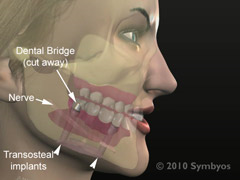 Dental Bridge
(cut away)
Nerve
Transosteal
implants
© 2010 Symbyos